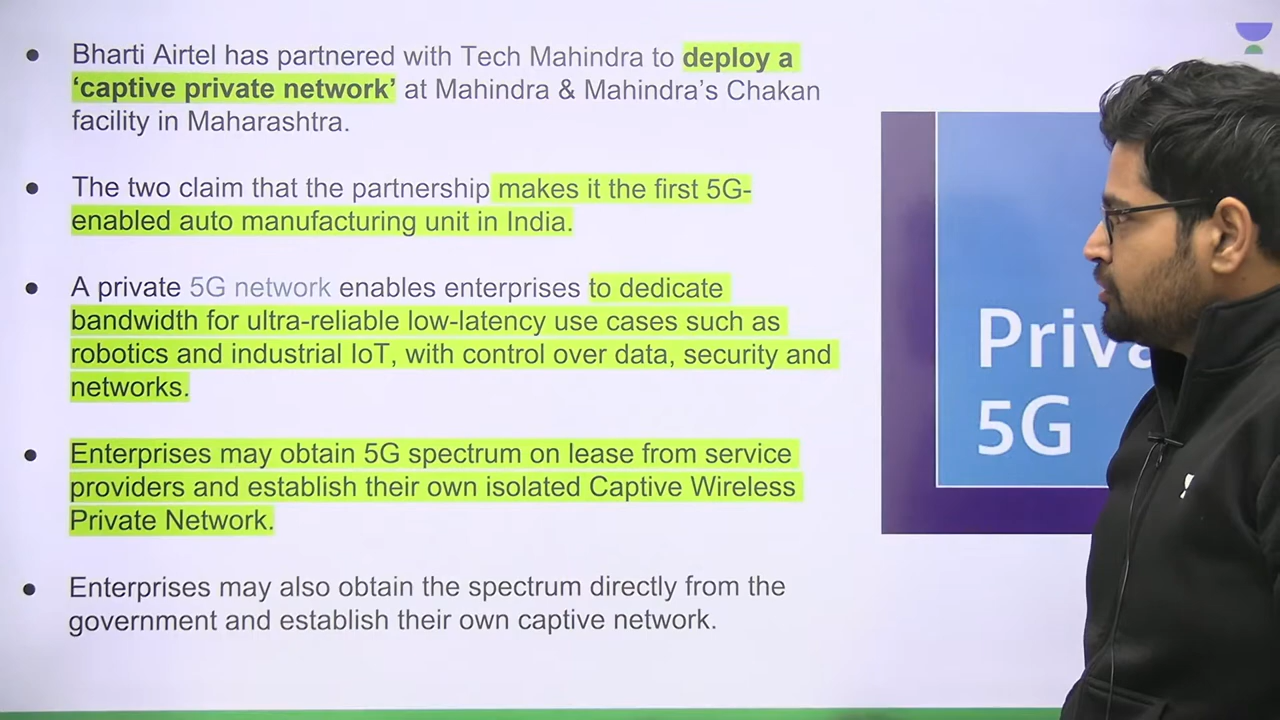 Bharti Airtel has partnered with Tech Mahindra to deploy a
‘captive private network’ at Mahindra & Mahindra’s Chakan
facility in Maharashtra.
The two claim that the partnership makes it the first 5G-
enabled auto manufacturing unit in India.
A private 5G network enables enterprises to dedicate
bandwidth for ultra-reliable low-latency use cases such as
robotics and industrial IoT, with control over data, security and
networks.
Enterprises may obtain 5G spectrum on lease from service
providers and establish their own isolated Captive Wireless
Private Network.
Enterprises may also obtain the spectrum directly from the
government and establish their own captive network.
5G